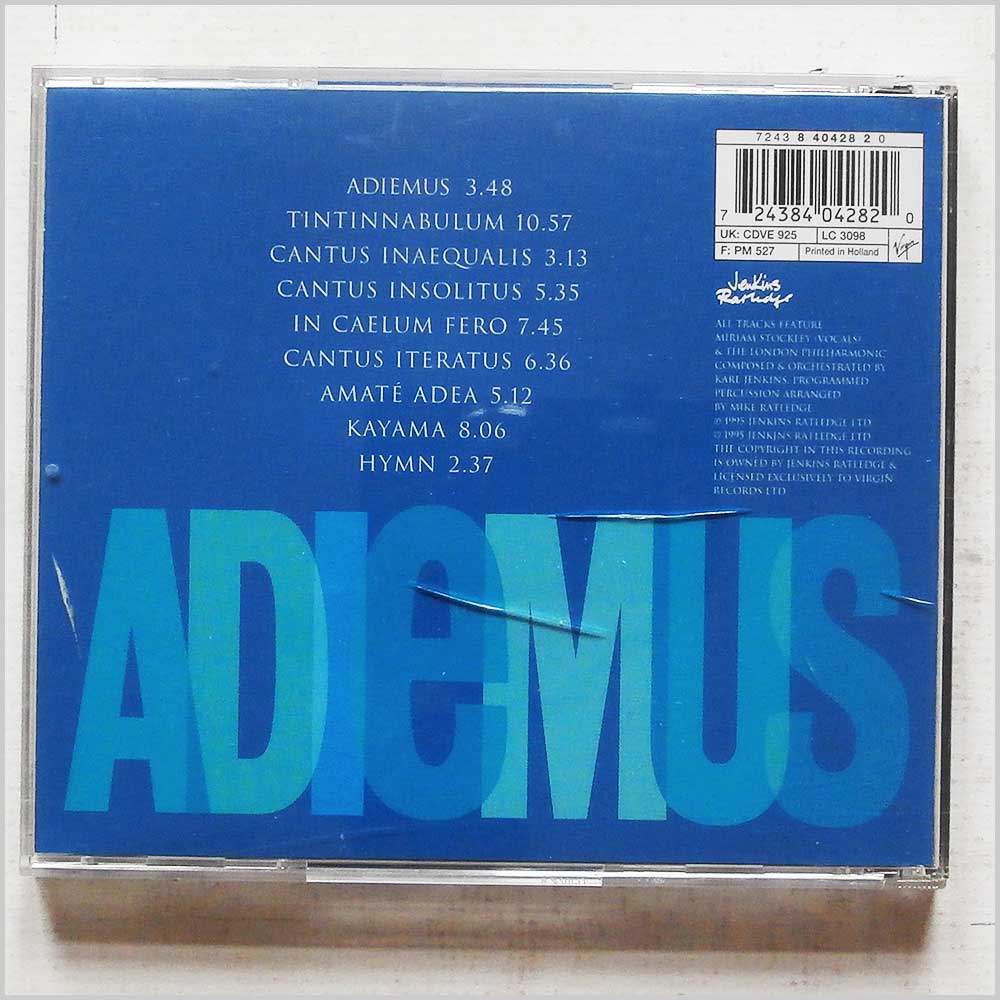 ADIEMUS 3.48
TINTINNABULUM 10.57
CANTUS INAEQUALIS 3.13
CANTUS INSOLITUS 5.35
IN CAELUM FERO 7.45
CANTUS ITERATUS 6.36
AMATÉ ADEA 5.12
KAYAMA 8.06
HYMN 2.37
7243 8 40428 2 0
7 24384 04282 0
UK: CDVE 925 LC 3098
F: PM 527 Printed in Holland Virgin
Jenkins
Ratledge
ALL TRACKS FEATURE
MIRIAM STOCKLEY (VOCALS)
& THE LONDON PHILHARMONIC
COMPOSED & ORCHESTRATED BY
KARL JENKINS. PROGRAMMED
PERCUSSION ARRANGED
BY MIKE RATLEDGE
℗ 1995 JENKINS RATLEDGE LTD
© 1995 JENKINS RATLEDGE LTD
THE COPYRIGHT IN THIS RECORDING
IS OWNED BY JENKINS RATLEDGE &
LICENSED EXCLUSIVELY TO VIRGIN
RECORDS LTD
ADIEMUS